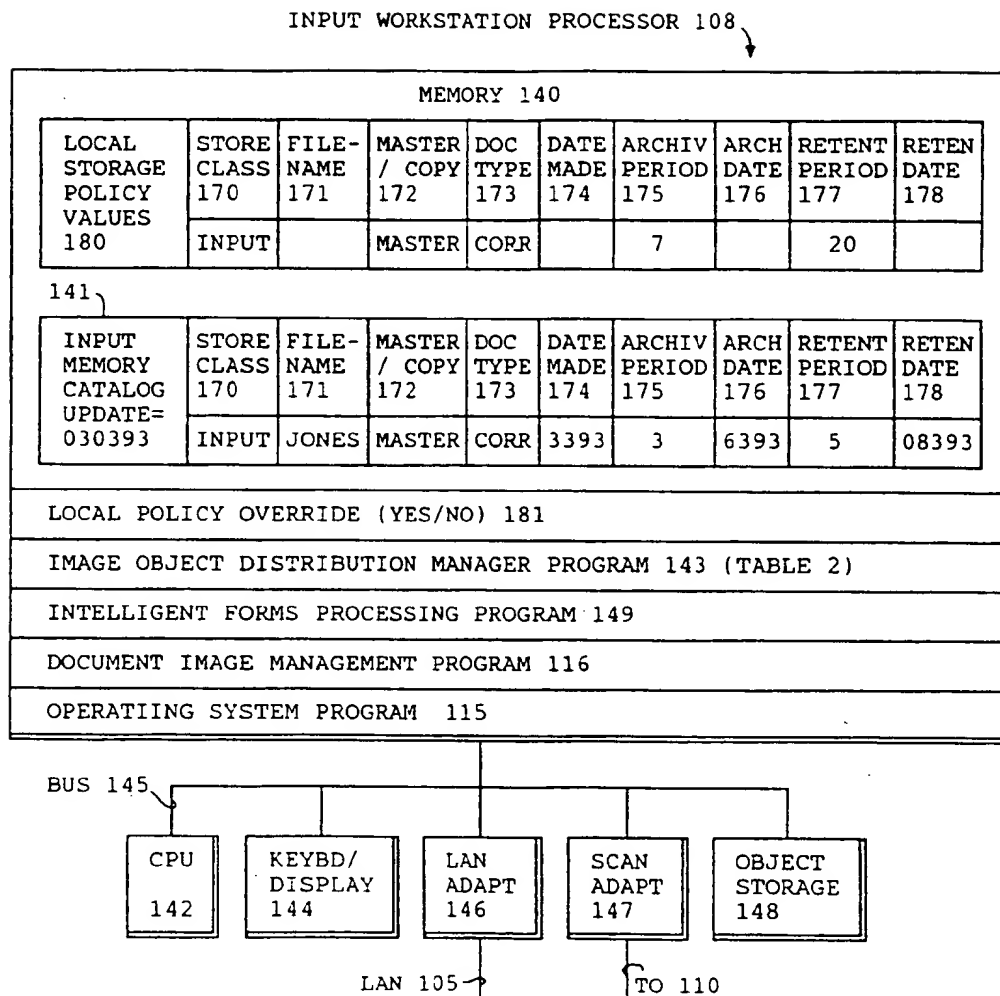 INPUT WORKSTATION PROCESSOR 108
MEMORY 140
LOCAL STORAGE POLICY VALUES 180
STORE CLASS 170
FILE-NAME 171
MASTER / COPY 172
DOC TYPE 173
DATE MADE 174
ARCHIV PERIOD 175
ARCH DATE 176
RETENT PERIOD 177
RETEN DATE 178
INPUT MASTER CORR 7 20
141
INPUT MEMORY CATALOG UPDATE= 030393
STORE CLASS 170
FILE-NAME 171
MASTER / COPY 172
DOC TYPE 173
DATE MADE 174
ARCHIV PERIOD 175
ARCH DATE 176
RETENT PERIOD 177
RETEN DATE 178
INPUT JONES MASTER CORR 3393 3 6393 5 08393
LOCAL POLICY OVERRIDE (YES/NO) 181
IMAGE OBJECT DISTRIBUTION MANAGER PROGRAM 143 (TABLE 2)
INTELLIGENT FORMS PROCESSING PROGRAM 149
DOCUMENT IMAGE MANAGEMENT PROGRAM 116
OPERATIING SYSTEM PROGRAM 115
BUS 145
CPU 142
KEYBD/ DISPLAY 144
LAN ADAPT 146
SCAN ADAPT 147
OBJECT STORAGE 148
LAN 105
TO 110